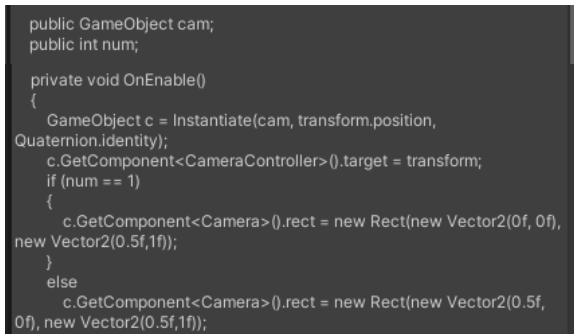 public GameObject cam;
public int num;
private void OnEnable()
{
GameObject c = Instantiate(cam, transform.position,
Quaternion.identity);
c.GetComponent<CameraController>().target = transform;
if (num == 1)
{
c.GetComponent<Camera>().rect = new Rect(new Vector2(0f, 0f),
new Vector2(0.5f,1f));
}
else
c.GetComponent<Camera>().rect = new Rect(new Vector2(0.5f,
0f), new Vector2(0.5f,1f));